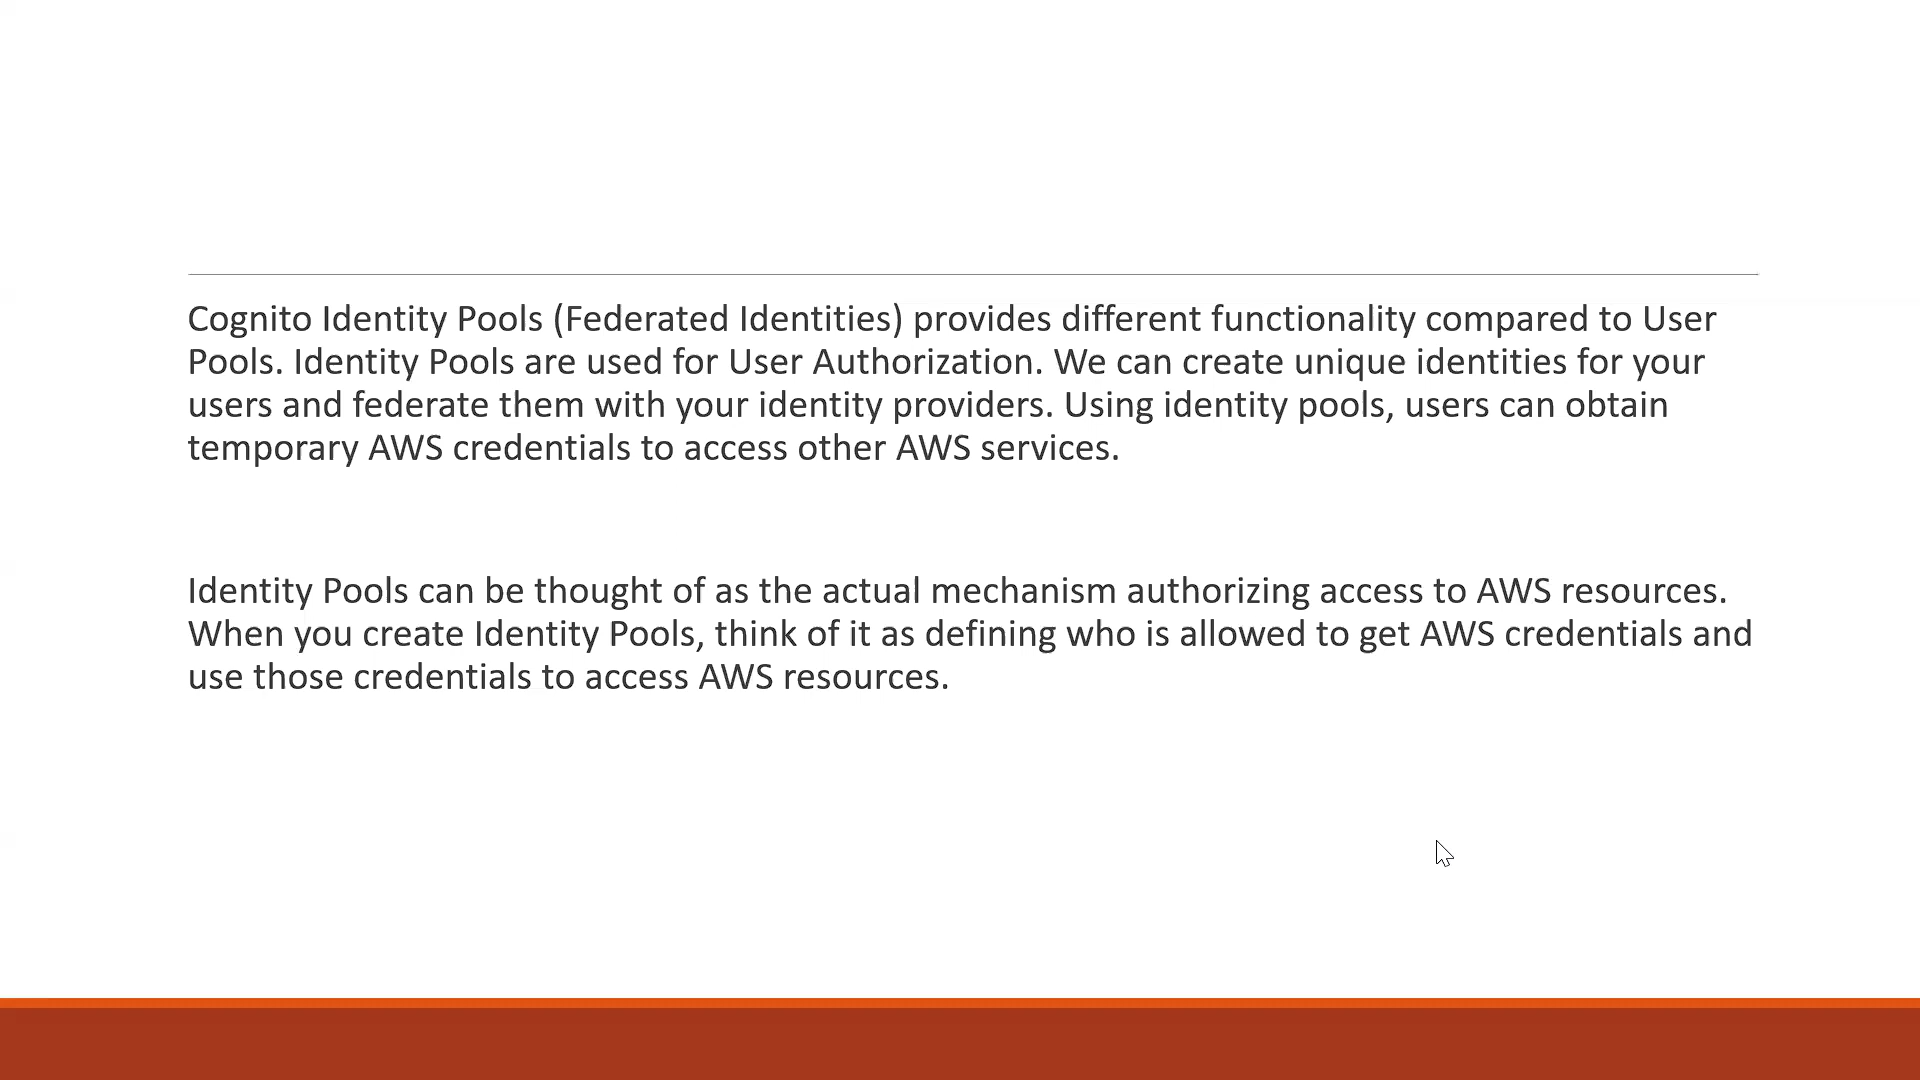 Cognito Identity Pools (Federated Identities) provides different functionality compared to User
Pools. Identity Pools are used for User Authorization. We can create unique identities for your
users and federate them with your identity providers. Using identity pools, users can obtain
temporary AWS credentials to access other AWS services.
Identity Pools can be thought of as the actual mechanism authorizing access to AWS resources.
When you create Identity Pools, think of it as defining who is allowed to get AWS credentials and
use those credentials to access AWS resources.